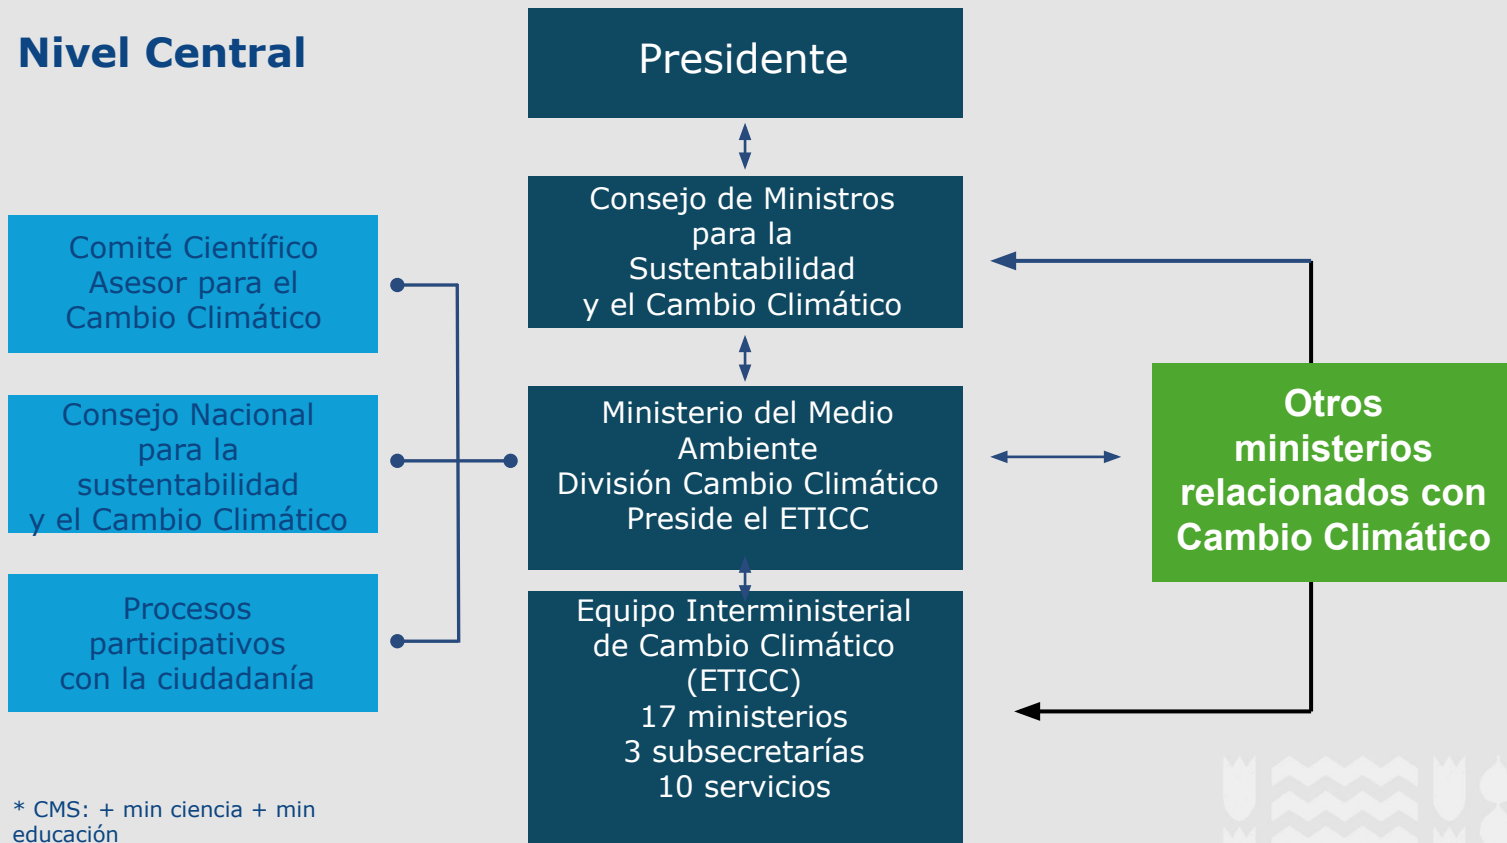 Nivel Central
Presidente
Consejo de Ministros
para la
Sustentabilidad
y el Cambio Climático
Comité Científico
Asesor para el
Cambio Climático
Consejo Nacional
para la
sustentabilidad
y el Cambio Climático
Ministerio del Medio
Ambiente
División Cambio Climático
Preside el ETICC
Otros
ministerios
relacionados con
Cambio Climático
Procesos
participativos
con la ciudadanía
Equipo Interministerial
de Cambio Climático
(ETICC)
17 ministerios
3 subsecretarías
10 servicios
* CMS: + min ciencia + min
educación